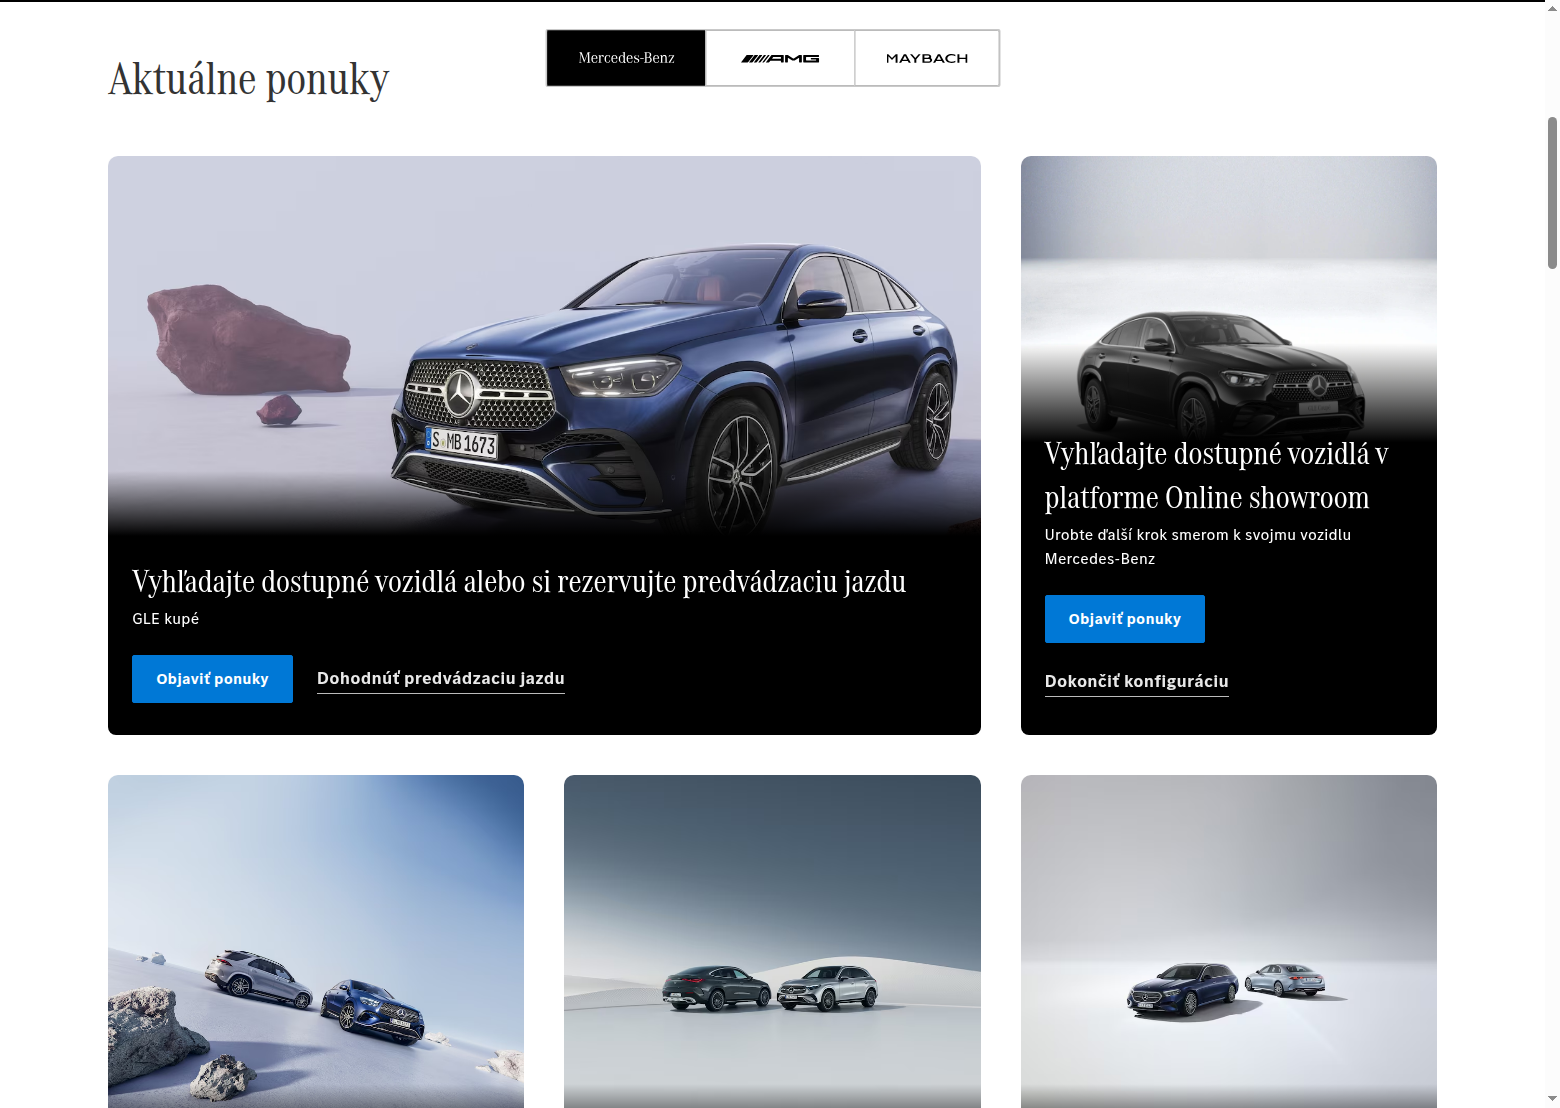 Aktuálne ponuky
Mercedes-Benz
AMG
MAYBACH
S MB 1673
Vyhľadajte dostupné vozidlá alebo si rezervujte predvádzaciu jazdu
GLE kupé
Objaviť ponuky
Dohodnúť predvádzaciu jazdu
Vyhľadajte dostupné vozidlá v
platforme Online showroom
Urobte ďalší krok smerom k svojmu vozidlu
Mercedes-Benz
Objaviť ponuky
Dokončiť konfiguráciu